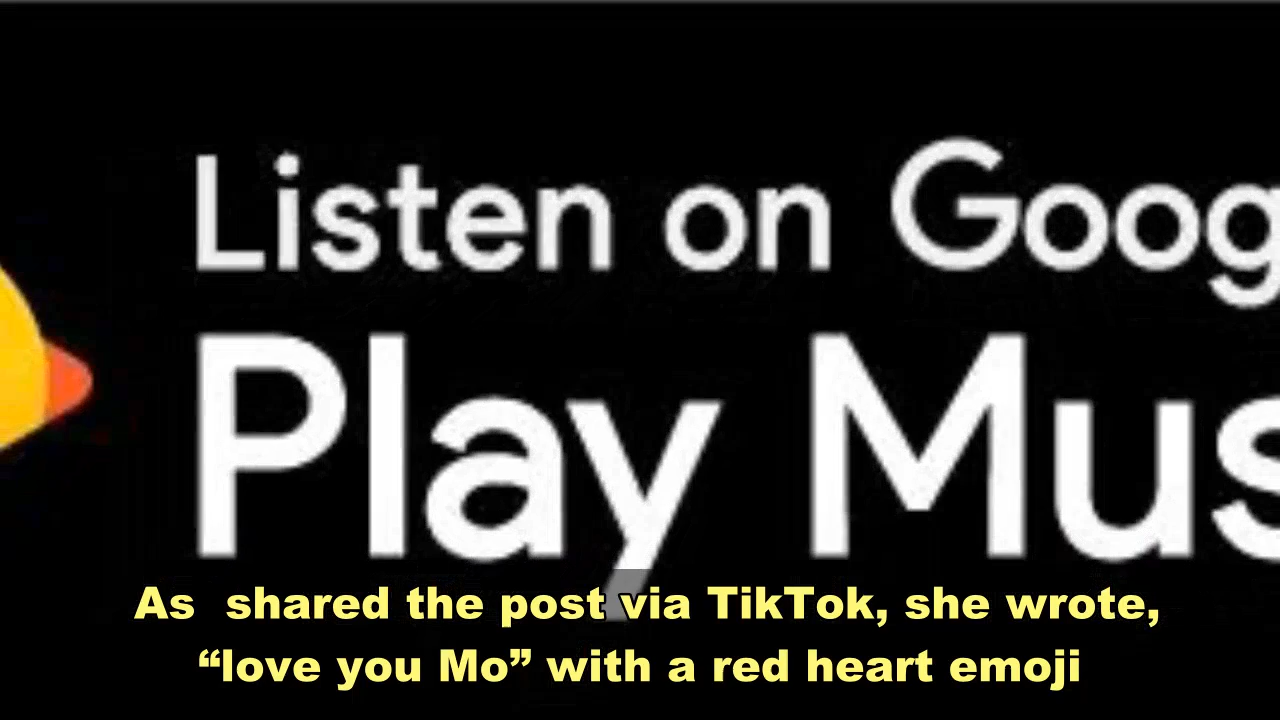 Listen on Goog
Play Mus
As  shared the post via TikTok, she wrote,
“love you Mo” with a red heart emoji